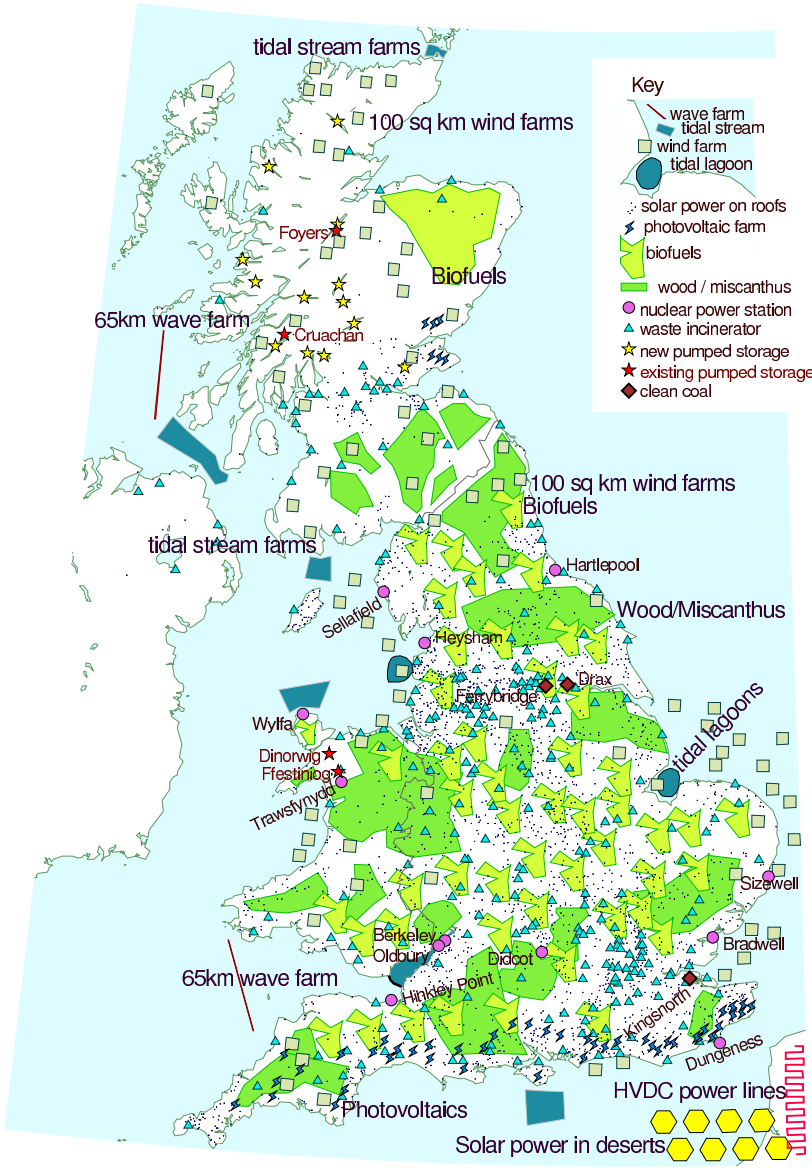 tidal stream farms
Key
wave farm
tidal stream
100 sq km wind farms
wind farm
tidal lagoon
solar power on roofs
photovoltaic farm
Foyers
biofuels
Biofuels
wood / miscanthus
nuclear power station
65km wave farm
waste incinerator
Cruachan
new pumped storage
existing pumped storage
clean coal
100 sq km wind farms
Biofuels
tidal stream farms
Hartlepool
Sellafield
Wood/Miscanthus
Heysham
Drax
Ferrybridge
Wylfa
tidal lagoons
Dinorwig
Ffestiniog
Trawsfynydd
Sizewell
Berkeley
Bradwell
Oldbury
Didcot
65km wave farm
Hinkley Point
Kingsnorth
Dungeness
HVDC power lines
Photovoltaics
Solar power in deserts